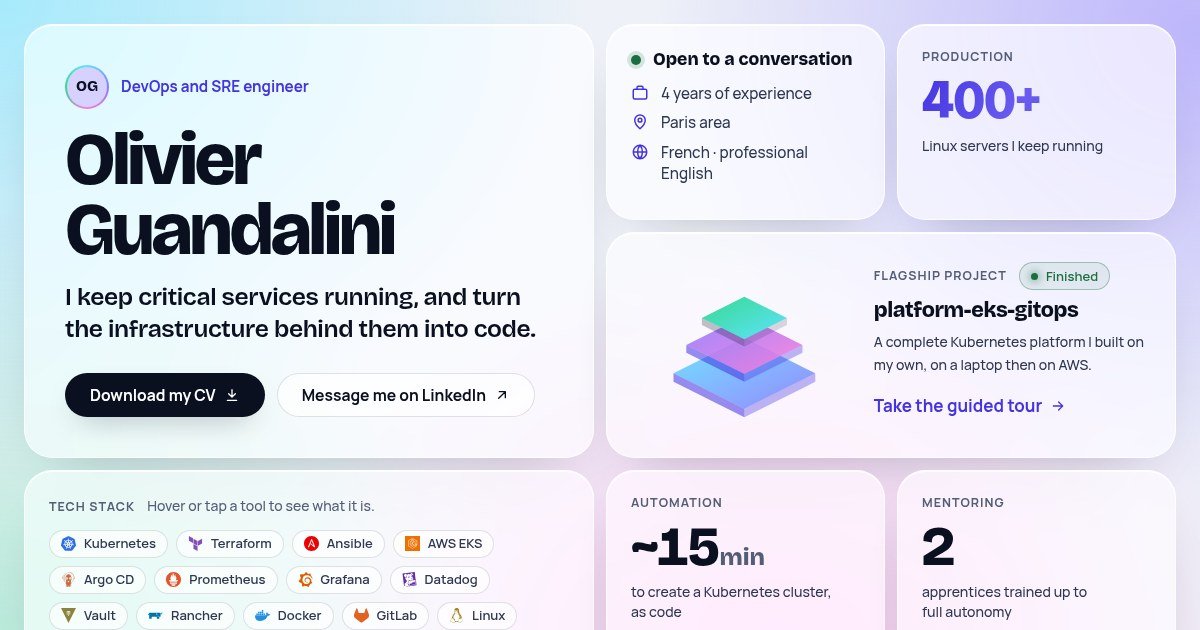 OG
DevOps and SRE engineer
Olivier
Guandalini
I keep critical services running, and turn
the infrastructure behind them into code.
Download my CV
Message me on LinkedIn
Open to a conversation
4 years of experience
Paris area
French · professional
English
PRODUCTION
400+
Linux servers I keep running
FLAGSHIP PROJECT
Finished
platform-eks-gitops
A complete Kubernetes platform I built on
my own, on a laptop then on AWS.
Take the guided tour →
TECH STACK
Hover or tap a tool to see what it is.
Kubernetes
Terraform
Ansible
AWS EKS
Argo CD
Prometheus
Grafana
Datadog
Vault
Rancher
Docker
GitLab
Linux
AUTOMATION
~15min
to create a Kubernetes cluster,
as code
MENTORING
2
apprentices trained up to
full autonomy